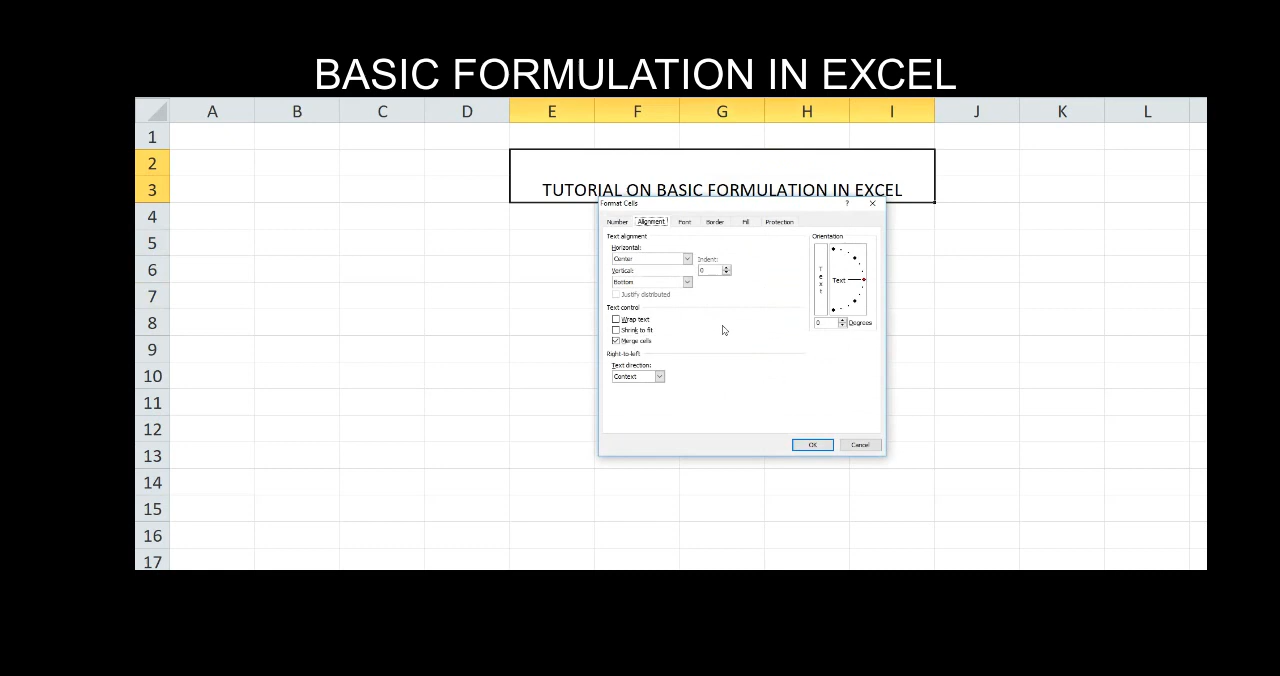 BASIC FORMULATION IN EXCEL
A B C D E F G H I J K L
1
2
3 TUTORIAL ON BASIC FORMULATION IN EXCEL
Format Cells ?
4
Number Alignment Font Border Fill Protection
Text alignment Orientation
5
Horizontal:
Center Indent:
6
Vertical: 0
Bottom Text Text
7
Justify distributed
Text control
8
Wrap text 0 Degrees
Shrink to fit
9
Merge cells
Right-to-left
Text direction:
10
Context
11
12
13
OK Cancel
14
15
16
17